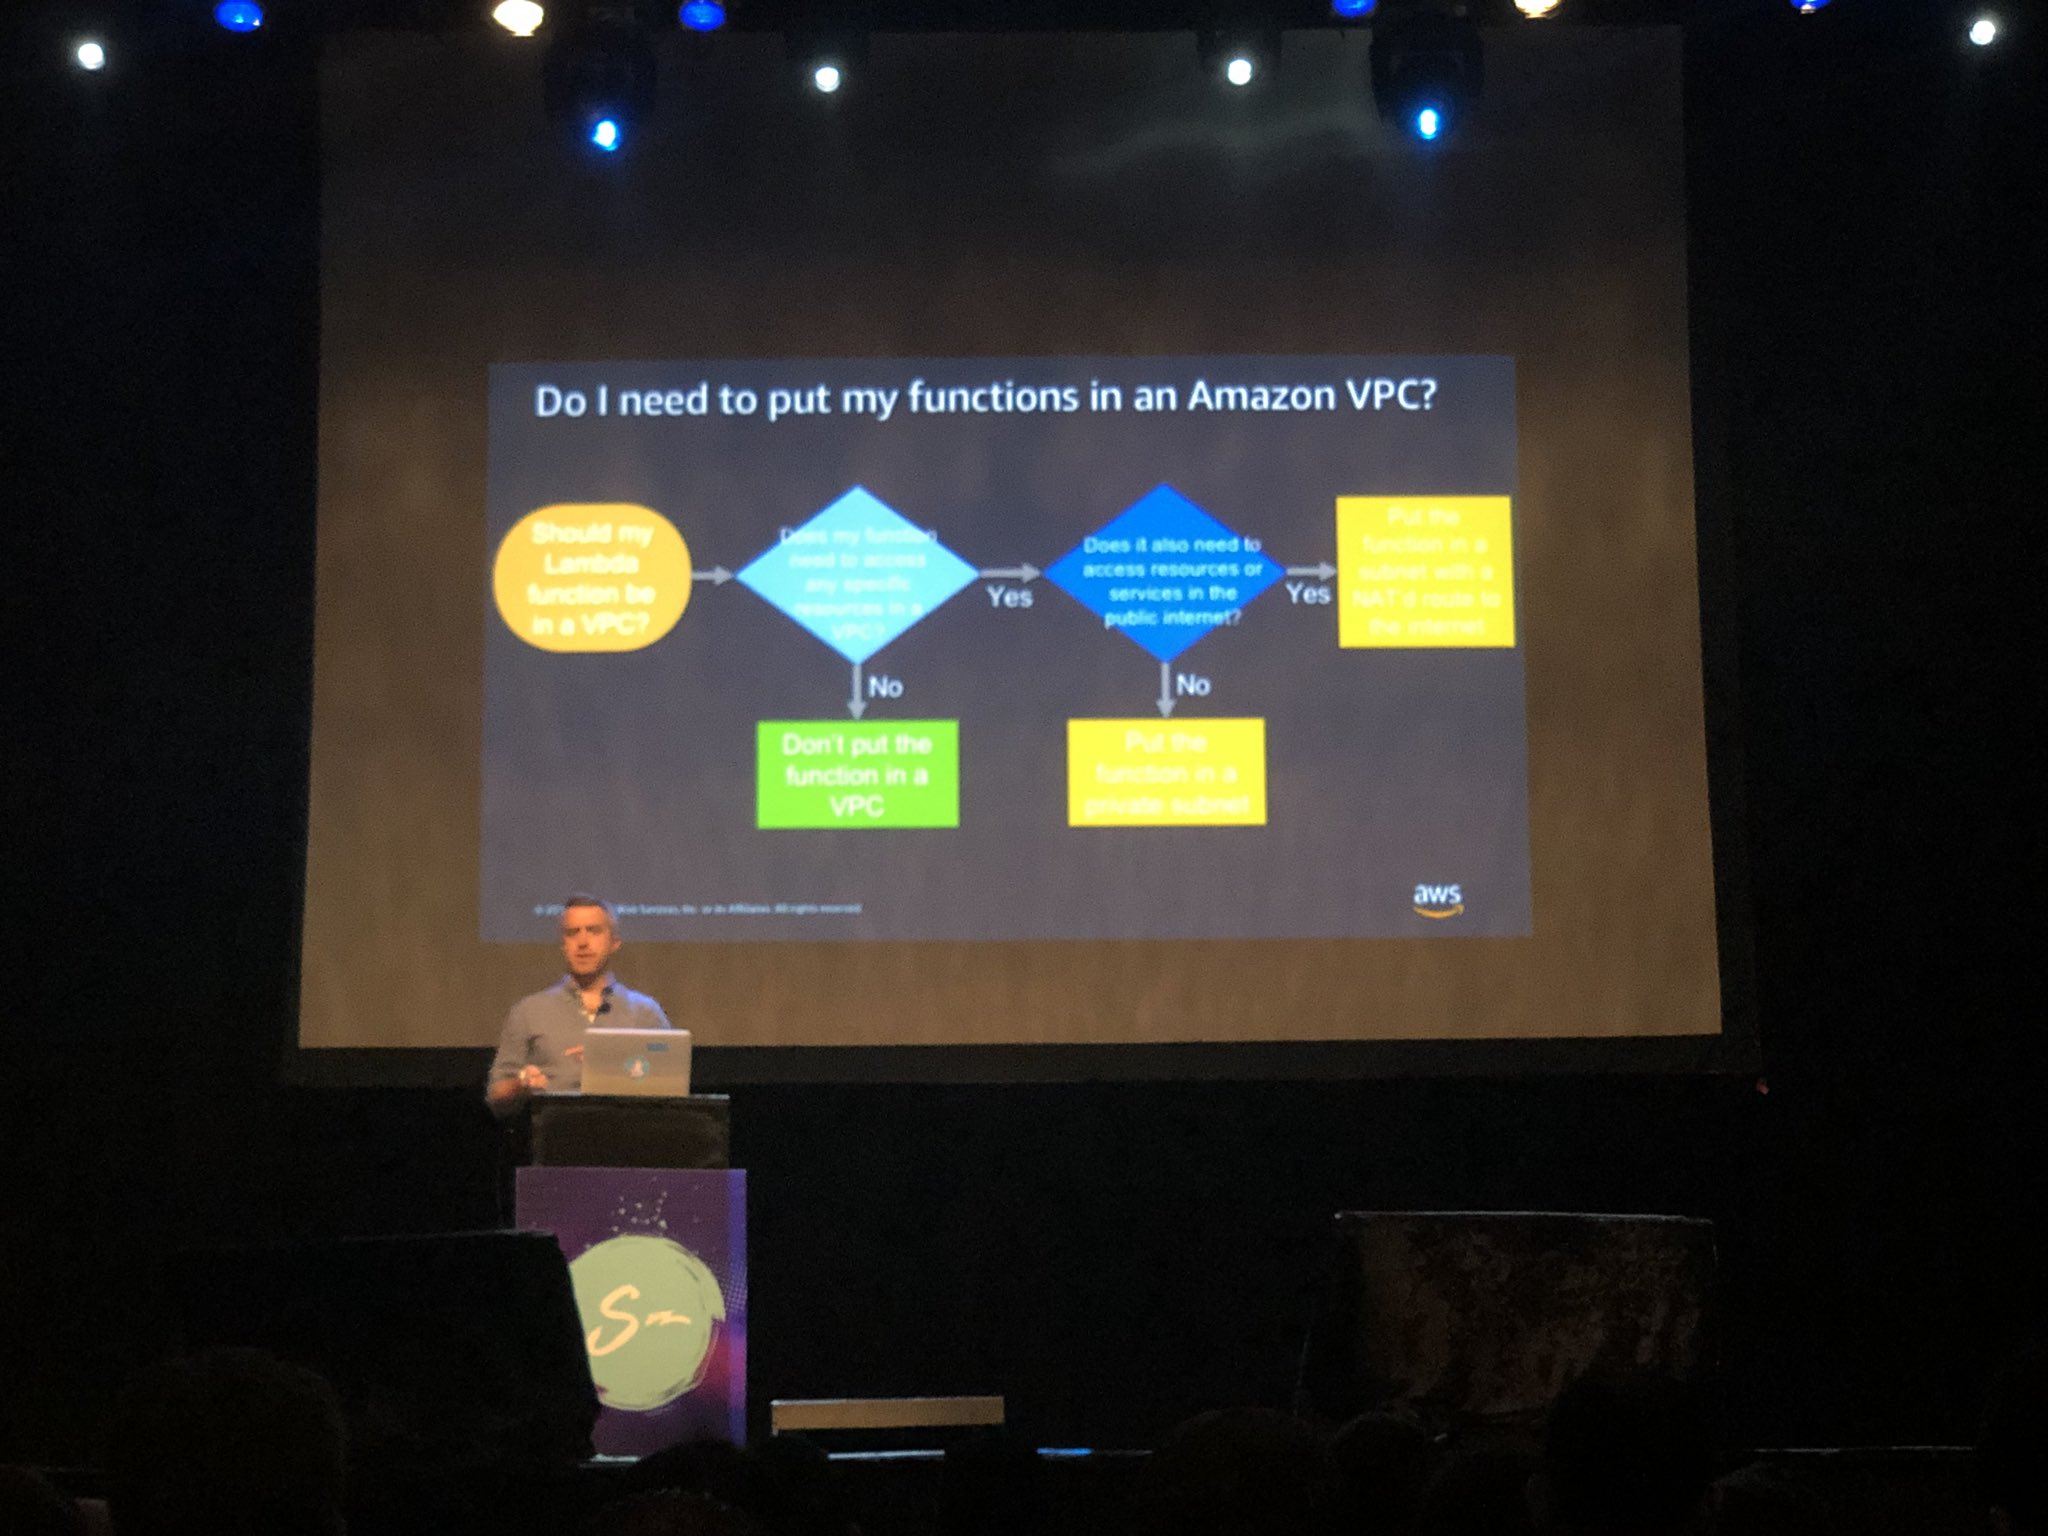 Do I need to put my functions in an Amazon VPC?
Should my
Lambda
function be
in a VPC?
Does my function
need to access
any specific
resources in a
VPC?
Yes
Does it also need to
access resources or
services in the
public internet?
Yes
Put the
function in a
subnet with a
NAT'd route to
the internet
No
No
Don't put the
function in a
VPC
Put the
function in a
private subnet
Services, Inc. or its Affiliates. All rights reserved.
aws
S